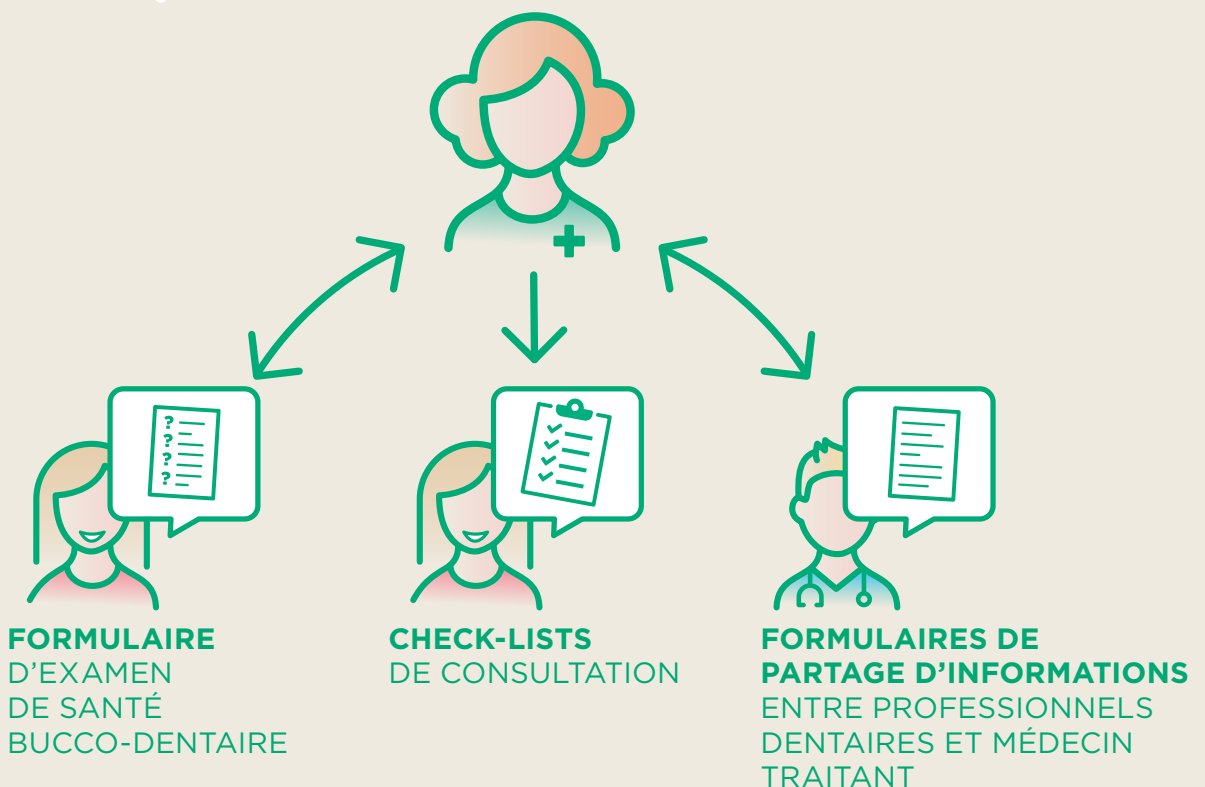 FORMULAIRE
D’EXAMEN
DE SANTÉ
BUCCO-DENTAIRE
CHECK-LISTS
DE CONSULTATION
FORMULAIRES DE
PARTAGE D’INFORMATIONS
ENTRE PROFESSIONNELS
DENTAIRES ET MÉDECIN
TRAITANT